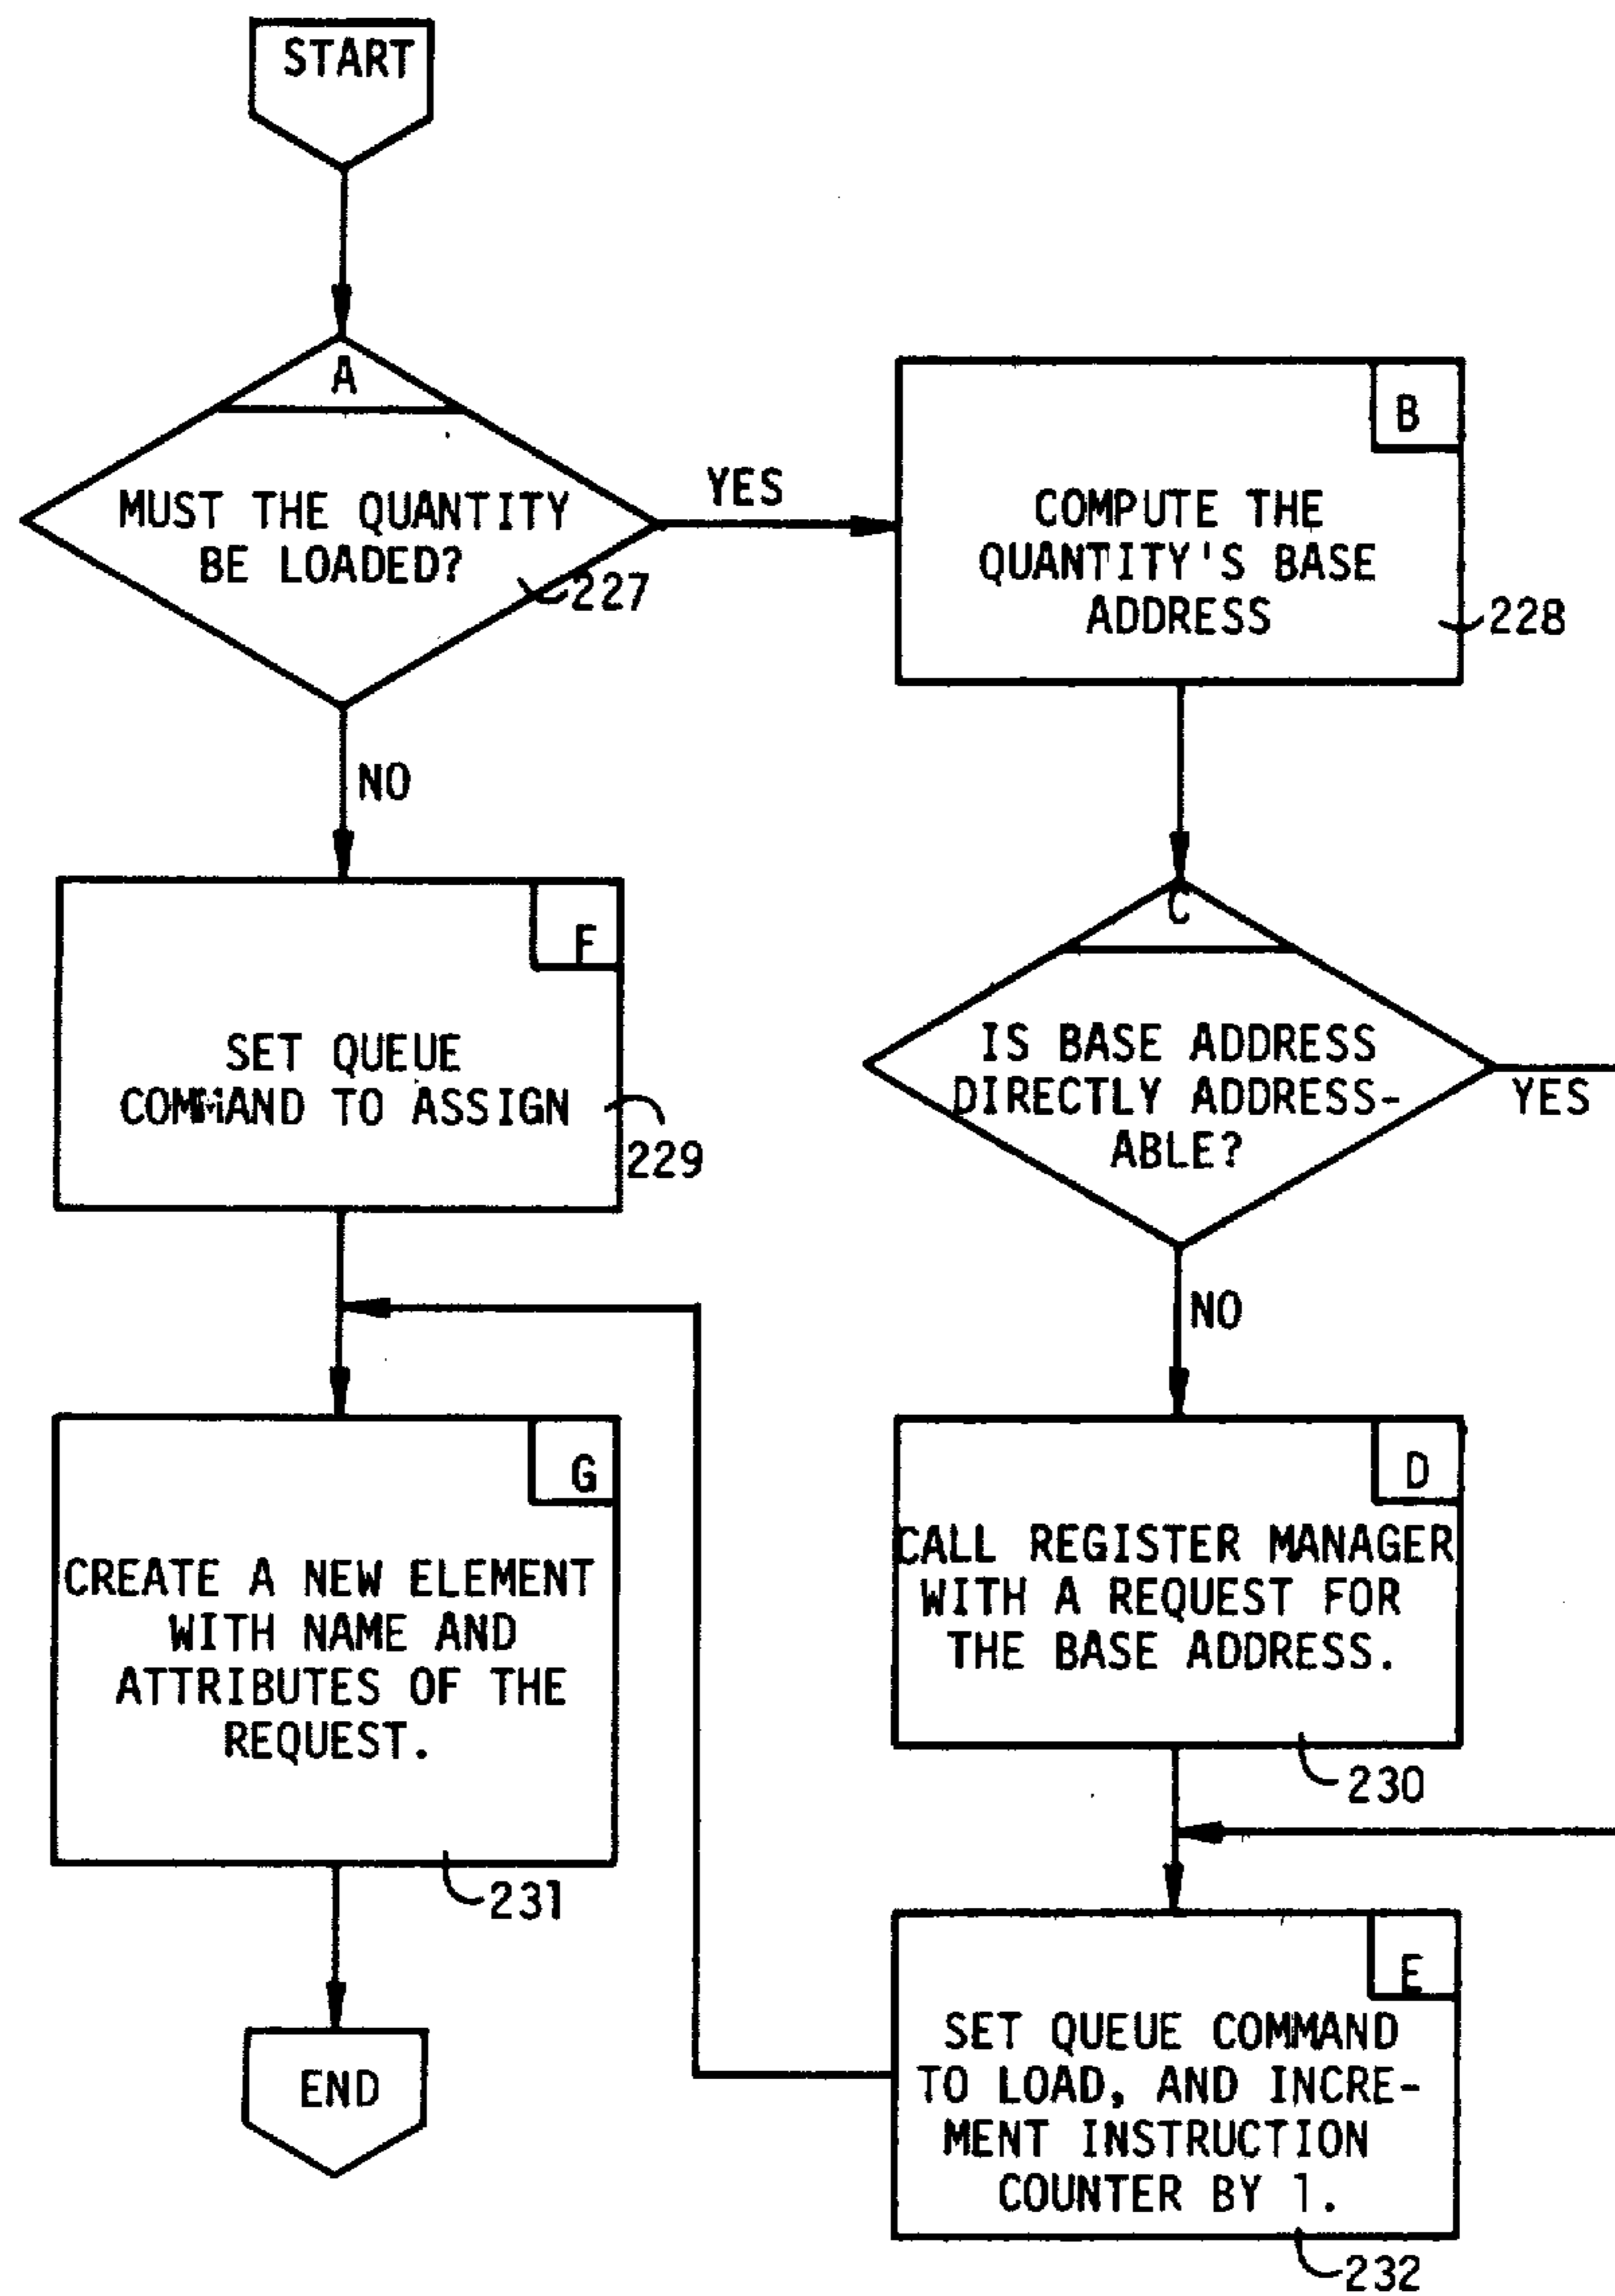 START
A
MUST THE QUANTITY
BE LOADED?
227
YES
B
COMPUTE THE
QUANTITY'S BASE
ADDRESS
228
NO
F
SET QUEUE
COMMAND TO ASSIGN
229
C
IS BASE ADDRESS
DIRECTLY ADDRESS-
ABLE?
YES
NO
G
CREATE A NEW ELEMENT
WITH NAME AND
ATTRIBUTES OF THE
REQUEST.
231
D
CALL REGISTER MANAGER
WITH A REQUEST FOR
THE BASE ADDRESS.
230
END
E
SET QUEUE COMMAND
TO LOAD, AND INCRE-
MENT INSTRUCTION
COUNTER BY 1.
232